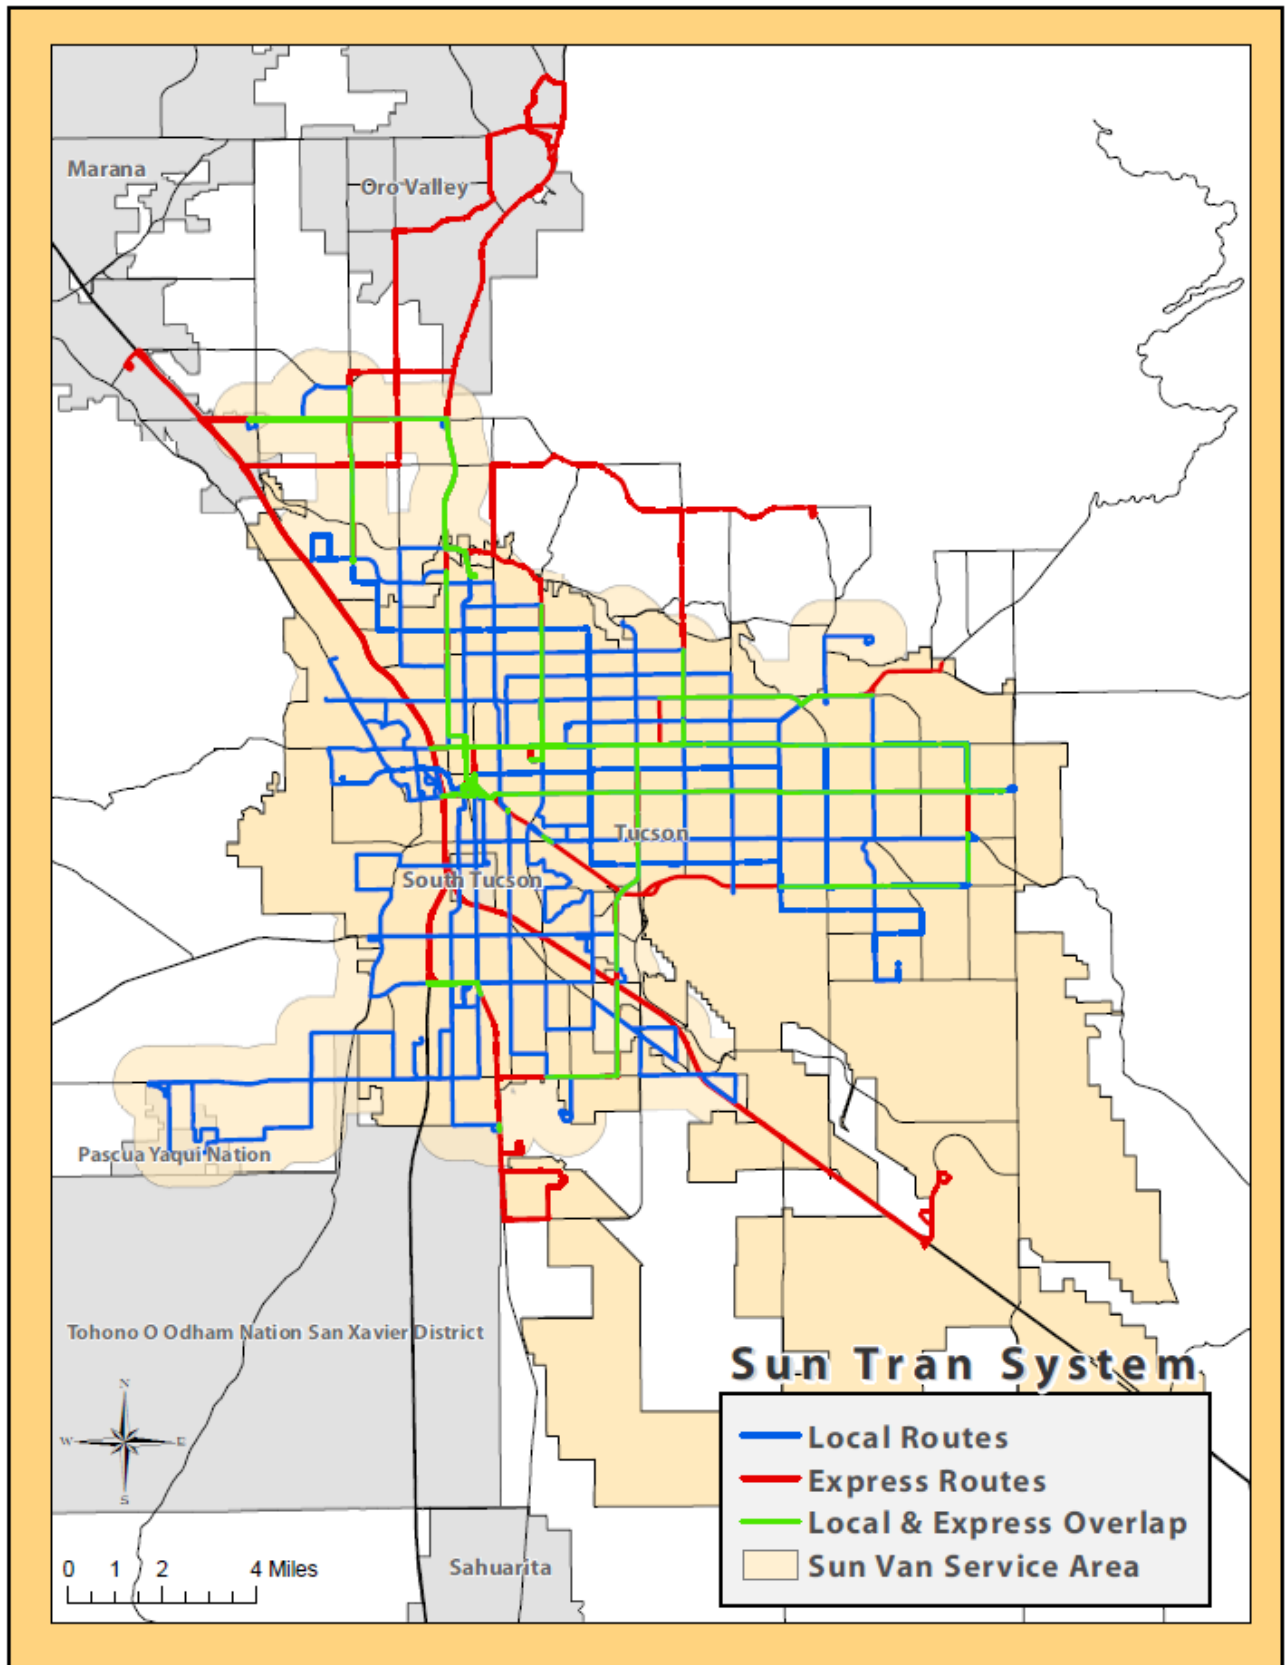 Marana
Oro Valley
Tucson
South Tucson
Pascua Yaqui Nation
Tohono O Odham Nation San Xavier District
Sun Tran System
N
W E
S
Local Routes
Express Routes
Local & Express Overlap
Sun Van Service Area
0 1 2 4 Miles
Sahuarita